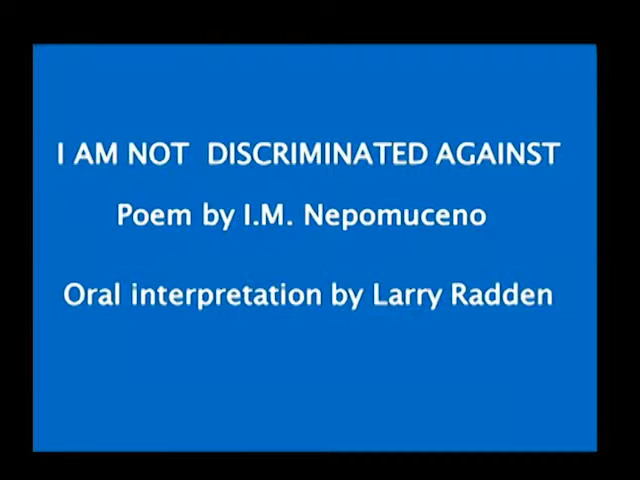 I AM NOT DISCRIMINATED AGAINST
Poem by I.M. Nepomuceno
Oral interpretation by Larry Radden